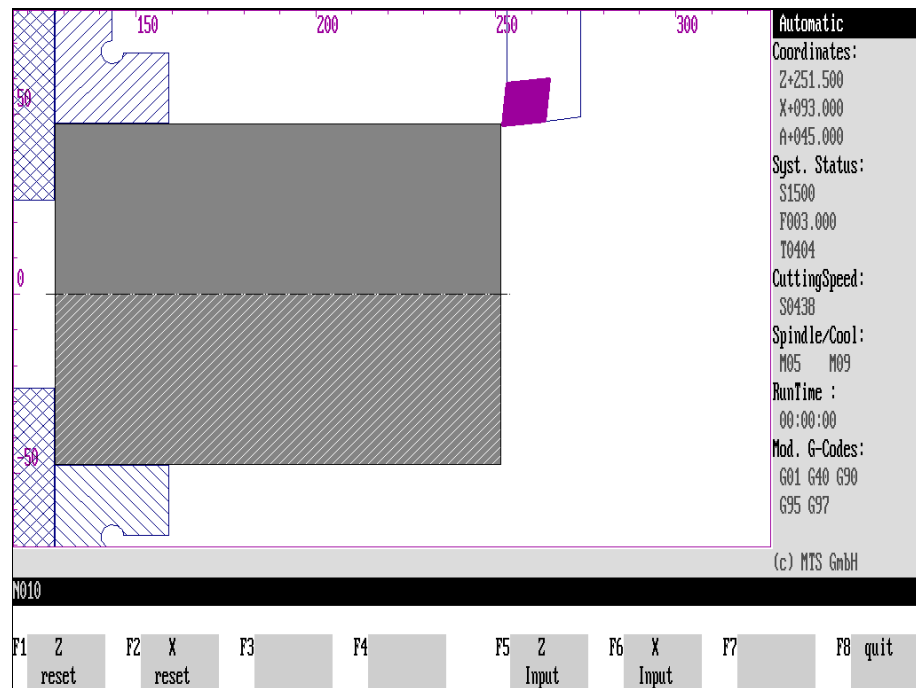 150 200 250 300
50
0
-50
Automatic
Coordinates:
Z+251.500
X+093.000
A+045.000
Syst. Status:
S1500
F003.000
T0404
CuttingSpeed:
S0438
Spindle/Cool:
M05 M09
RunTime :
00:00:00
Mod. G-Codes:
G01 G40 G90
G95 G97
(c) MTS GmbH
N010
F1 Z reset
F2 X reset
F3
F4
F5 Z Input
F6 X Input
F7
F8 quit